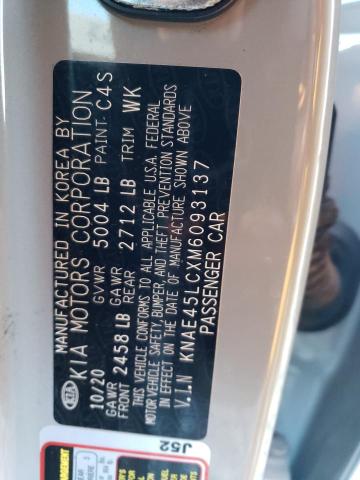 MANUFACTURED IN KOREA BY
KIA MOTORS CORPORATION
10/20 GVWR 5004 LB PAINT: C4S
GAWR FRONT 2458 LB GAWR REAR 2712 LB TRIM WK
THIS VEHICLE CONFORMS TO ALL APPLICABLE U.S.A. FEDERAL
MOTOR VEHICLE SAFETY, BUMPER, AND THEFT PREVENTION STANDARDS
IN EFFECT ON THE DATE OF MANUFACTURE SHOWN ABOVE
V.I.N KNAE45LCXM6093137
PASSENGER CAR
KIA
J52